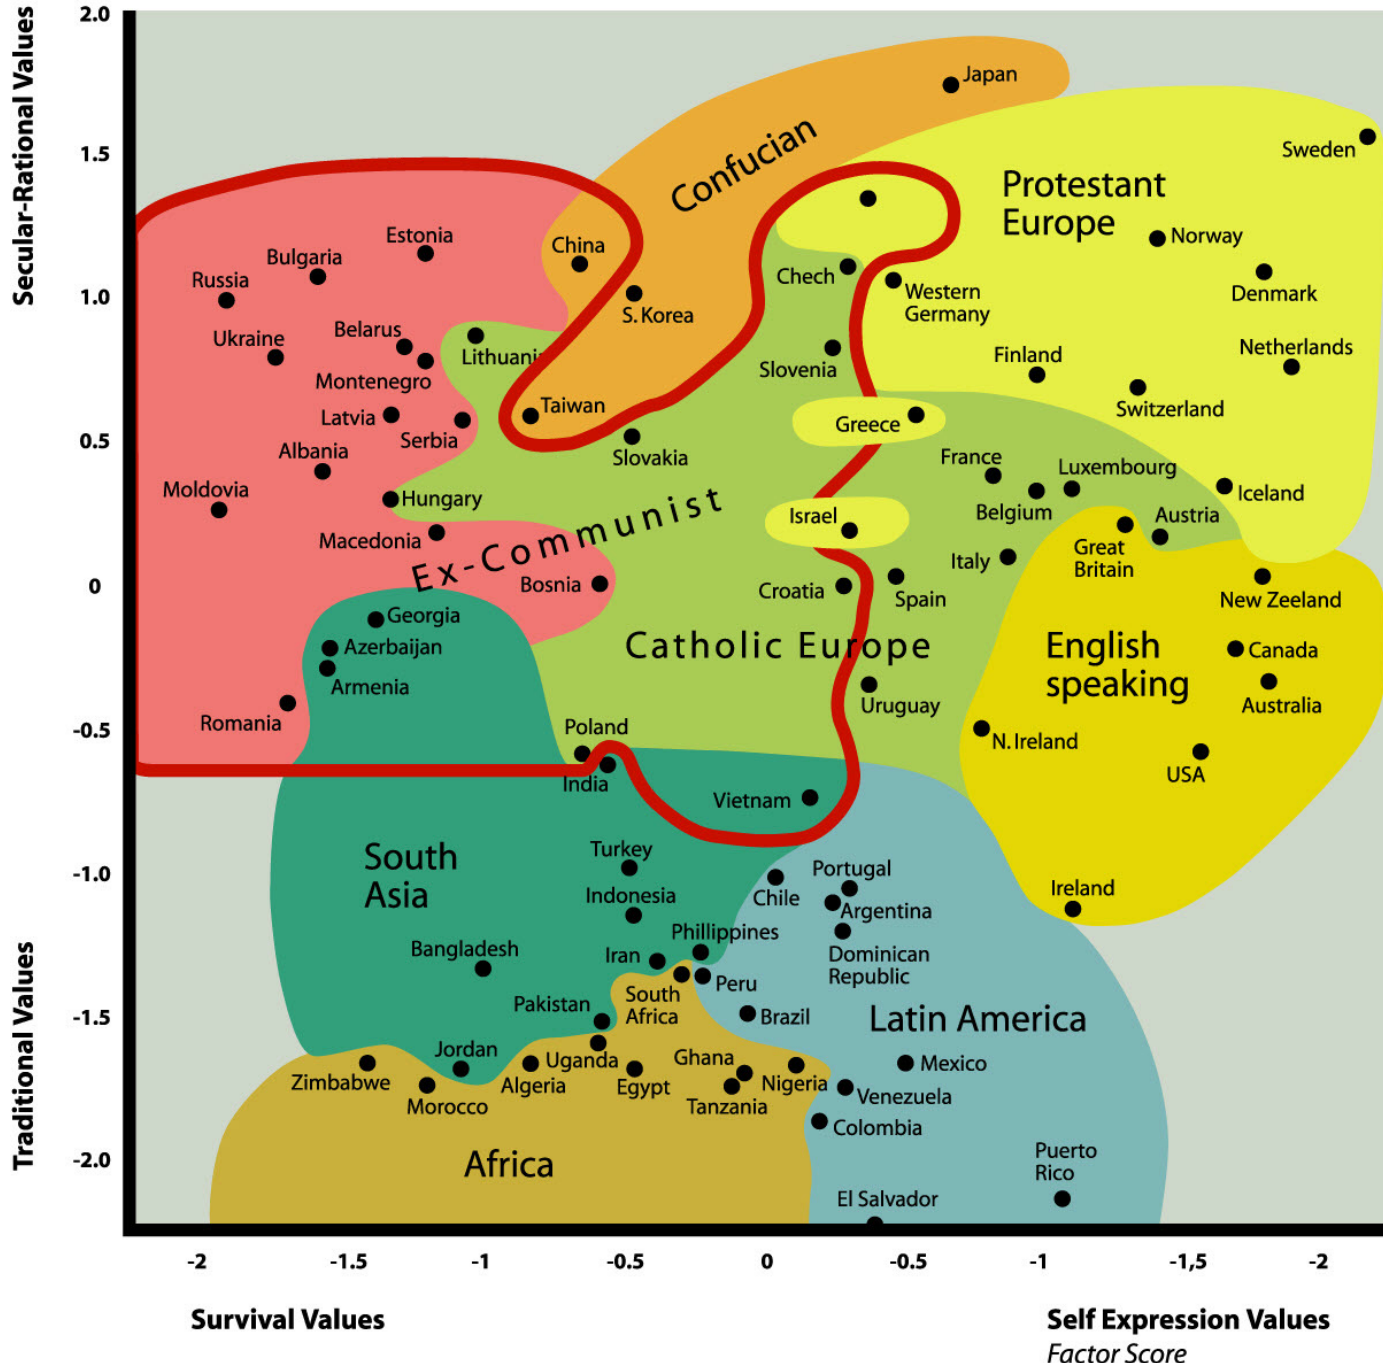 2.0
Secular-Rational Values
Japan
Confucian
1.5
Sweden
Protestant
Europe
Estonia
China
Norway
Bulgaria
Russia
Chech
Denmark
1.0
Western
Germany
S. Korea
Ukraine
Belarus
Lithuani
Slovenia
Finland
Netherlands
Montenegro
Switzerland
Latvia
Taiwan
Serbia
Greece
0.5
Albania
Slovakia
France
Luxembourg
Moldovia
Hungary
Iceland
Belgium
Israel
Austria
Macedonia
Ex-Communist
Great
Britain
Italy
0
Bosnia
Croatia
Spain
New Zeeland
Georgia
Azerbaijan
Catholic Europe
English
speaking
Canada
Armenia
Uruguay
Australia
Romania
-0.5
Poland
N. Ireland
USA
India
Vietnam
South
Asia
Turkey
-1.0
Portugal
Indonesia
Chile
Ireland
Argentina
Phillippines
Bangladesh
Iran
Dominican
Republic
Traditional Values
South
Africa
Peru
Pakistan
-1.5
Brazil
Latin America
Jordan
Uganda
Ghana
Mexico
Zimbabwe
Algeria
Egypt
Nigeria
Morocco
Tanzania
Venezuela
Colombia
-2.0
Africa
Puerto
Rico
El Salvador
-2
-1.5
-1
-0.5
0
-0.5
-1
-1,5
-2
Survival Values
Self Expression Values
Factor Score